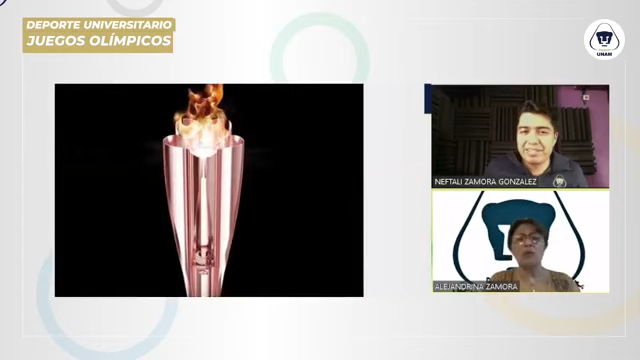 DEPORTE UNIVERSITARIO
JUEGOS OLÍMPICOS
UNAM
NEFTALI ZAMORA GONZALEZ
ALEJANDRINA ZAMORA